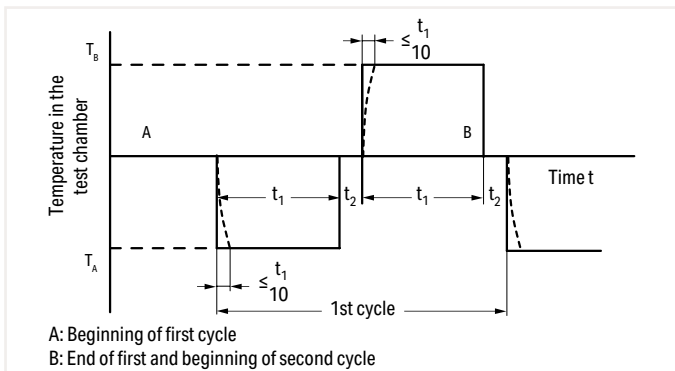 T_B
≤ t₁/10
Temperature in the
test chamber
A
B
t₁
t₂
t₁
t₂
Time t
T_A
≤ t₁/10
1st cycle
A: Beginning of first cycle
B: End of first and beginning of second cycle